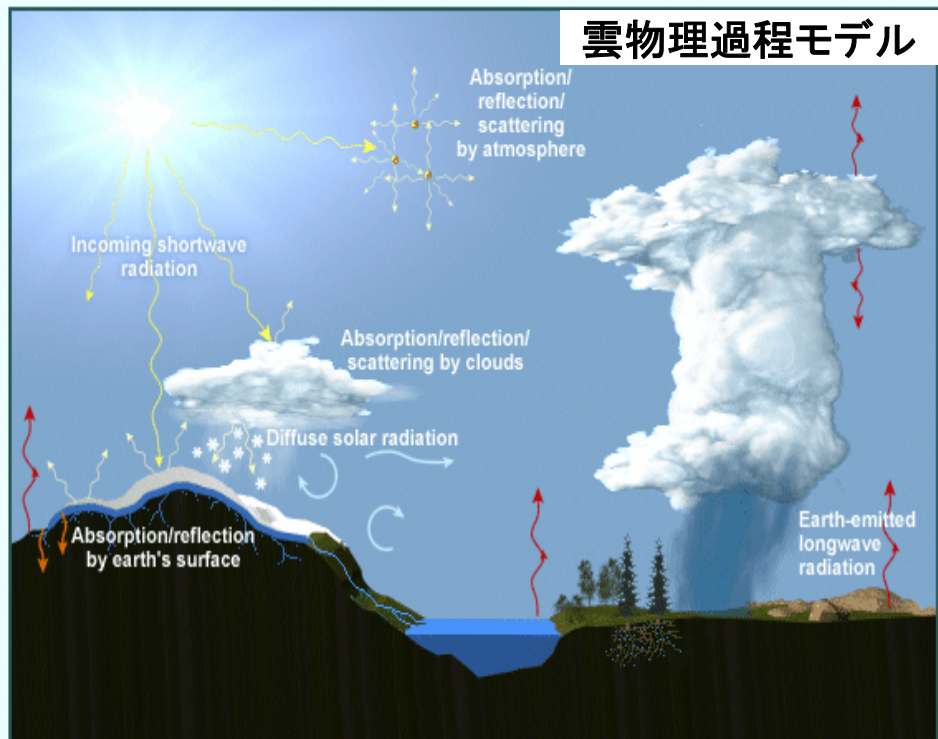 雲物理過程モデル
Absorption/
reflection/
scattering
by atmosphere
Incoming shortwave
radiation
Absorption/reflection/
scattering by clouds
Diffuse solar radiation
Absorption/reflection
by earth's surface
Earth-emitted
longwave
radiation